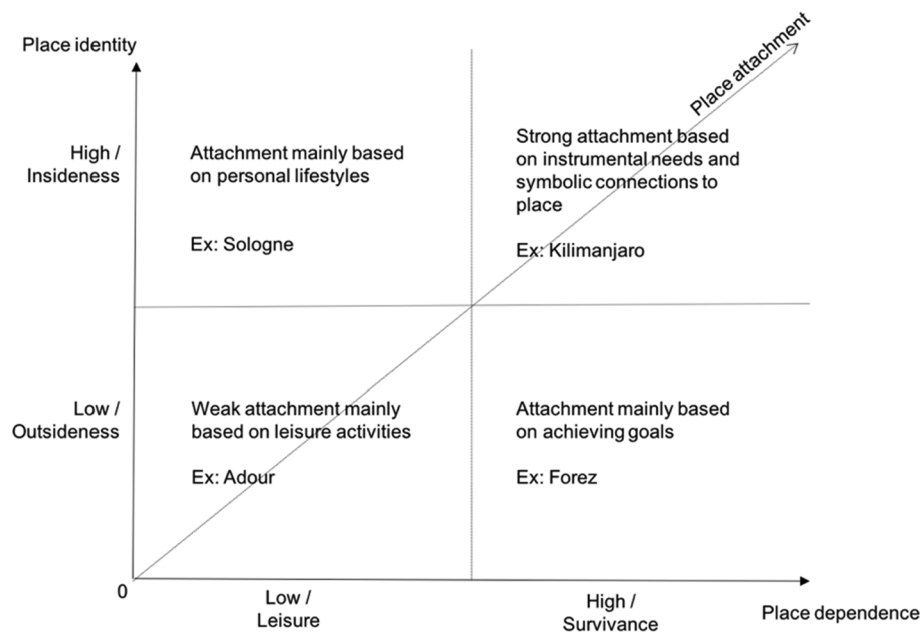 Place identity
Place attachment
High /
Insideness
Attachment mainly based
on personal lifestyles
Ex: Sologne
Strong attachment based
on instrumental needs and
symbolic connections to
place
Ex: Kilimanjaro
Low /
Outsideness
Weak attachment mainly
based on leisure activities
Ex: Adour
Attachment mainly based
on achieving goals
Ex: Forez
0
Low /
Leisure
High /
Survivance
Place dependence